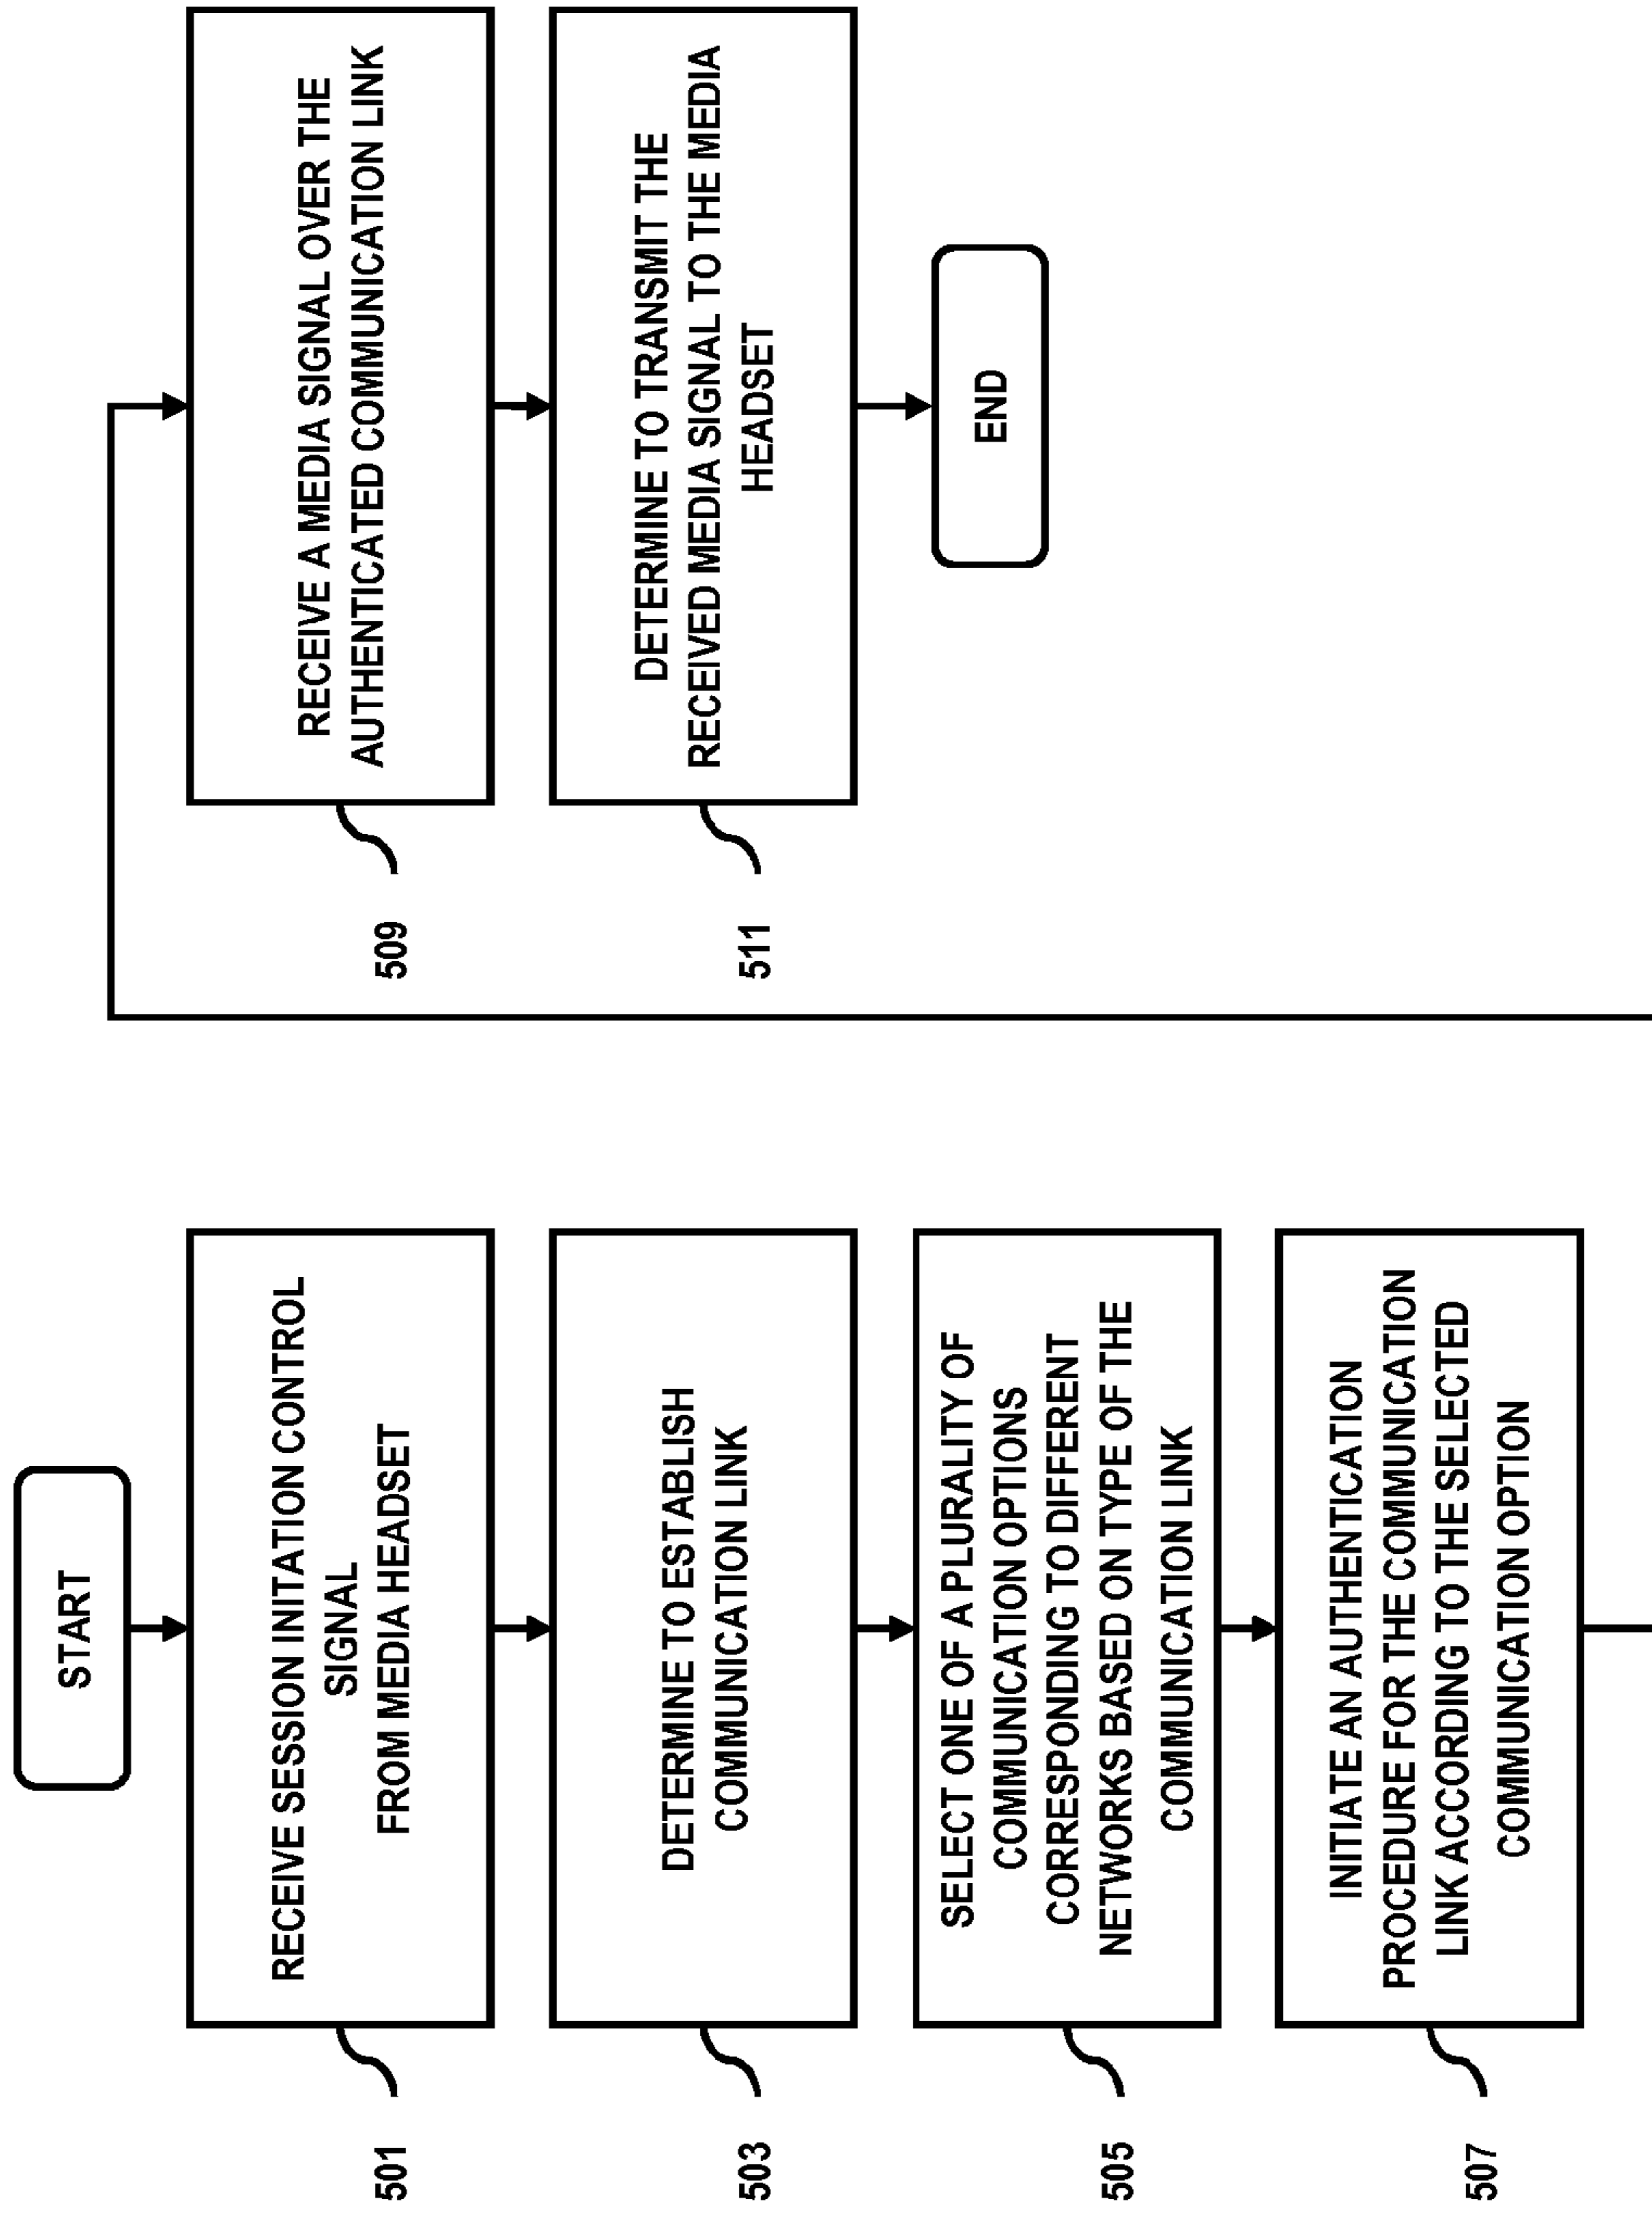 START
501
RECEIVE SESSION INITATION CONTROL
SIGNAL
FROM MEDIA HEADSET
503
DETERMINE TO ESTABLISH
COMMUNICATION LINK
505
SELECT ONE OF A PLURALITY OF
COMMUNICATION OPTIONS
CORRESPONDING TO DIFFERENT
NETWORKS BASED ON TYPE OF THE
COMMUNICATION LINK
507
INITIATE AN AUTHENTICATION
PROCEDURE FOR THE COMMUNICATION
LINK ACCORDING TO THE SELECTED
COMMUNICATION OPTION
509
RECEIVE A MEDIA SIGNAL OVER THE
AUTHENTICATED COMMUNICATION LINK
511
DETERMINE TO TRANSMIT THE
RECEIVED MEDIA SIGNAL TO THE MEDIA
HEADSET
END